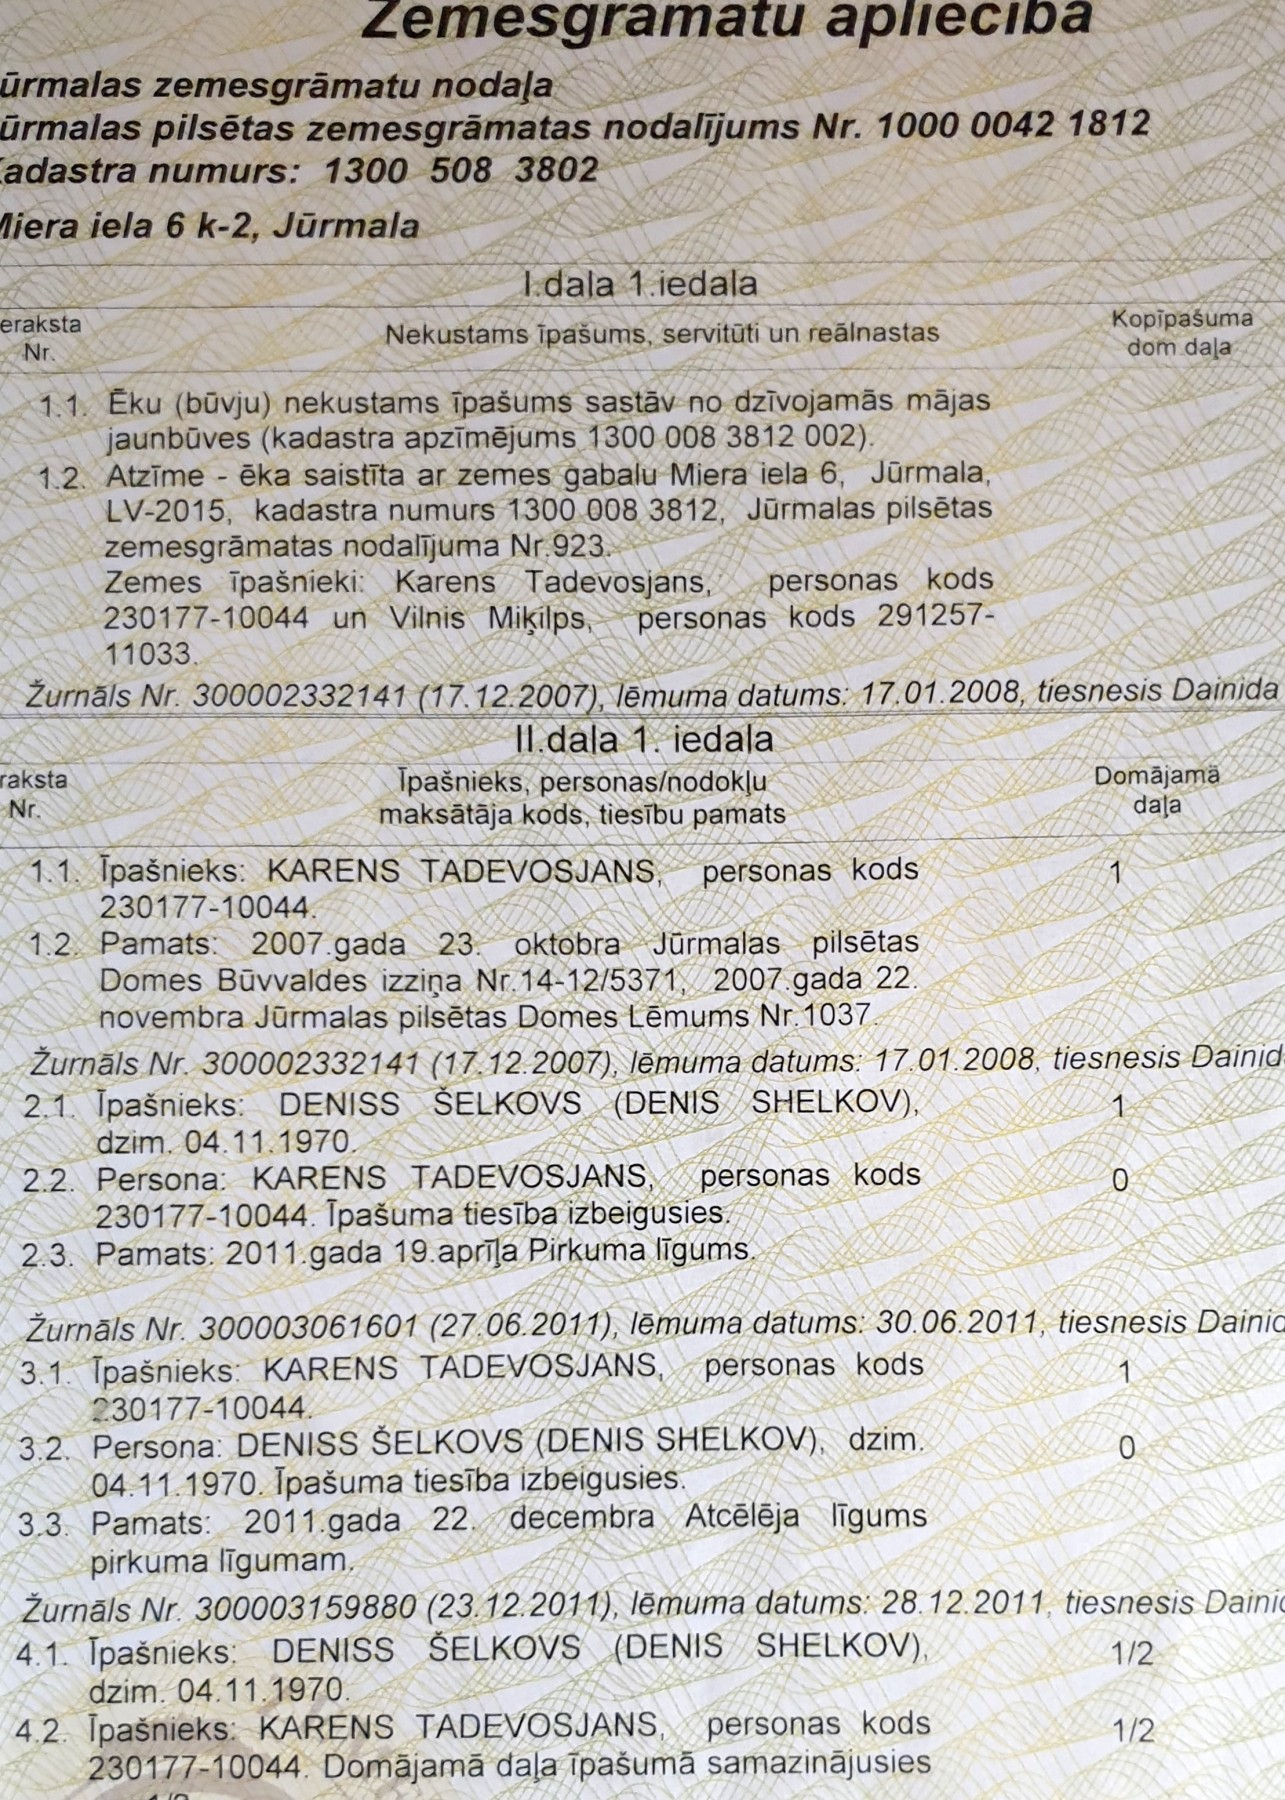 Zemesgrāmatu apliecība
ūrmalas zemesgrāmatu nodaļa
ūrmalas pilsētas zemesgrāmatas nodalījums Nr. 1000 0042 1812
adastra numurs: 1300 508 3802
Miera iela 6 k-2, Jūrmala
I.daļa 1.iedaļa
eraksta Nekustams īpašums, servitūti un reālnastas Kopīpašuma
Nr. dom.daļa
1.1. Ēku (būvju) nekustams īpašums sastāv no dzīvojamās mājas
jaunbūves (kadastra apzīmējums 1300 008 3812 002).
1.2. Atzīme - ēka saistīta ar zemes gabalu Miera iela 6, Jūrmala,
LV-2015, kadastra numurs 1300 008 3812, Jūrmalas pilsētas
zemesgrāmatas nodalījuma Nr.923.
Zemes īpašnieki: Karens Tadevosjans, personas kods
230177-10044 un Vilnis Miķilps, personas kods 291257-
11033.
Žurnāls Nr. 300002332141 (17.12.2007), lēmuma datums: 17.01.2008, tiesnesis Dainida
II.daļa 1. iedaļa
raksta Īpašnieks, personas/nodokļu Domājamā
Nr. maksātāja kods, tiesību pamats daļa
1.1. Īpašnieks: KARENS TADEVOSJANS, personas kods 1
230177-10044.
1.2. Pamats: 2007.gada 23. oktobra Jūrmalas pilsētas
Domes Būvvaldes izziņa Nr.14-12/5371, 2007.gada 22.
novembra Jūrmalas pilsētas Domes Lēmums Nr.1037.
Žurnāls Nr. 300002332141 (17.12.2007), lēmuma datums: 17.01.2008, tiesnesis Dainid
2.1. Īpašnieks: DENISS ŠELKOVS (DENIS SHELKOV), 1
dzim. 04.11.1970.
2.2. Persona: KARENS TADEVOSJANS, personas kods 0
230177-10044. Īpašuma tiesība izbeigusies.
2.3. Pamats: 2011.gada 19.aprīļa Pirkuma līgums.
Žurnāls Nr. 300003061601 (27.06.2011), lēmuma datums: 30.06.2011, tiesnesis Dainid
3.1. Īpašnieks: KARENS TADEVOSJANS, personas kods 1
230177-10044.
3.2. Persona: DENISS ŠELKOVS (DENIS SHELKOV), dzim. 0
04.11.1970. Īpašuma tiesība izbeigusies.
3.3. Pamats: 2011.gada 22. decembra Atcēlēja līgums
pirkuma līgumam.
Žurnāls Nr. 300003159880 (23.12.2011), lēmuma datums: 28.12.2011, tiesnesis Dainid
4.1. Īpašnieks: DENISS ŠELKOVS (DENIS SHELKOV), 1/2
dzim. 04.11.1970.
4.2. Īpašnieks: KARENS TADEVOSJANS, personas kods 1/2
230177-10044. Domājamā daļa īpašumā samazinājusies